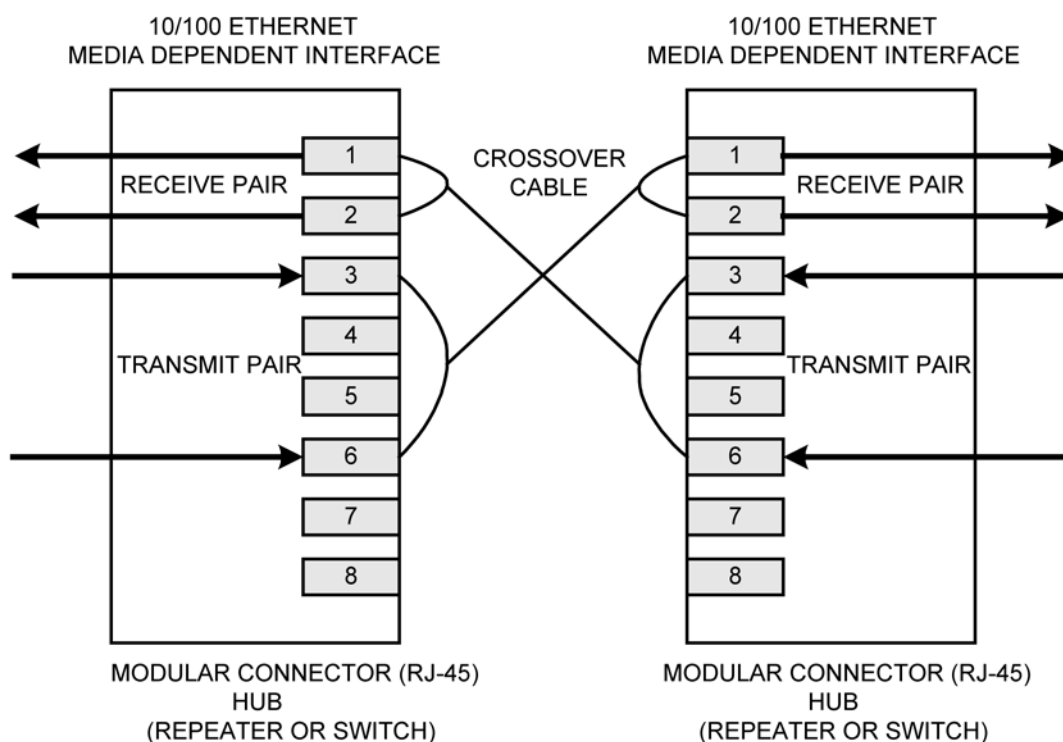 10/100 ETHERNET
MEDIA DEPENDENT INTERFACE
10/100 ETHERNET
MEDIA DEPENDENT INTERFACE
1
RECEIVE PAIR
2
3
4
TRANSMIT PAIR
5
6
7
8
CROSSOVER
CABLE
1
RECEIVE PAIR
2
3
4
TRANSMIT PAIR
5
6
7
8
MODULAR CONNECTOR (RJ-45)
HUB
(REPEATER OR SWITCH)
MODULAR CONNECTOR (RJ-45)
HUB
(REPEATER OR SWITCH)